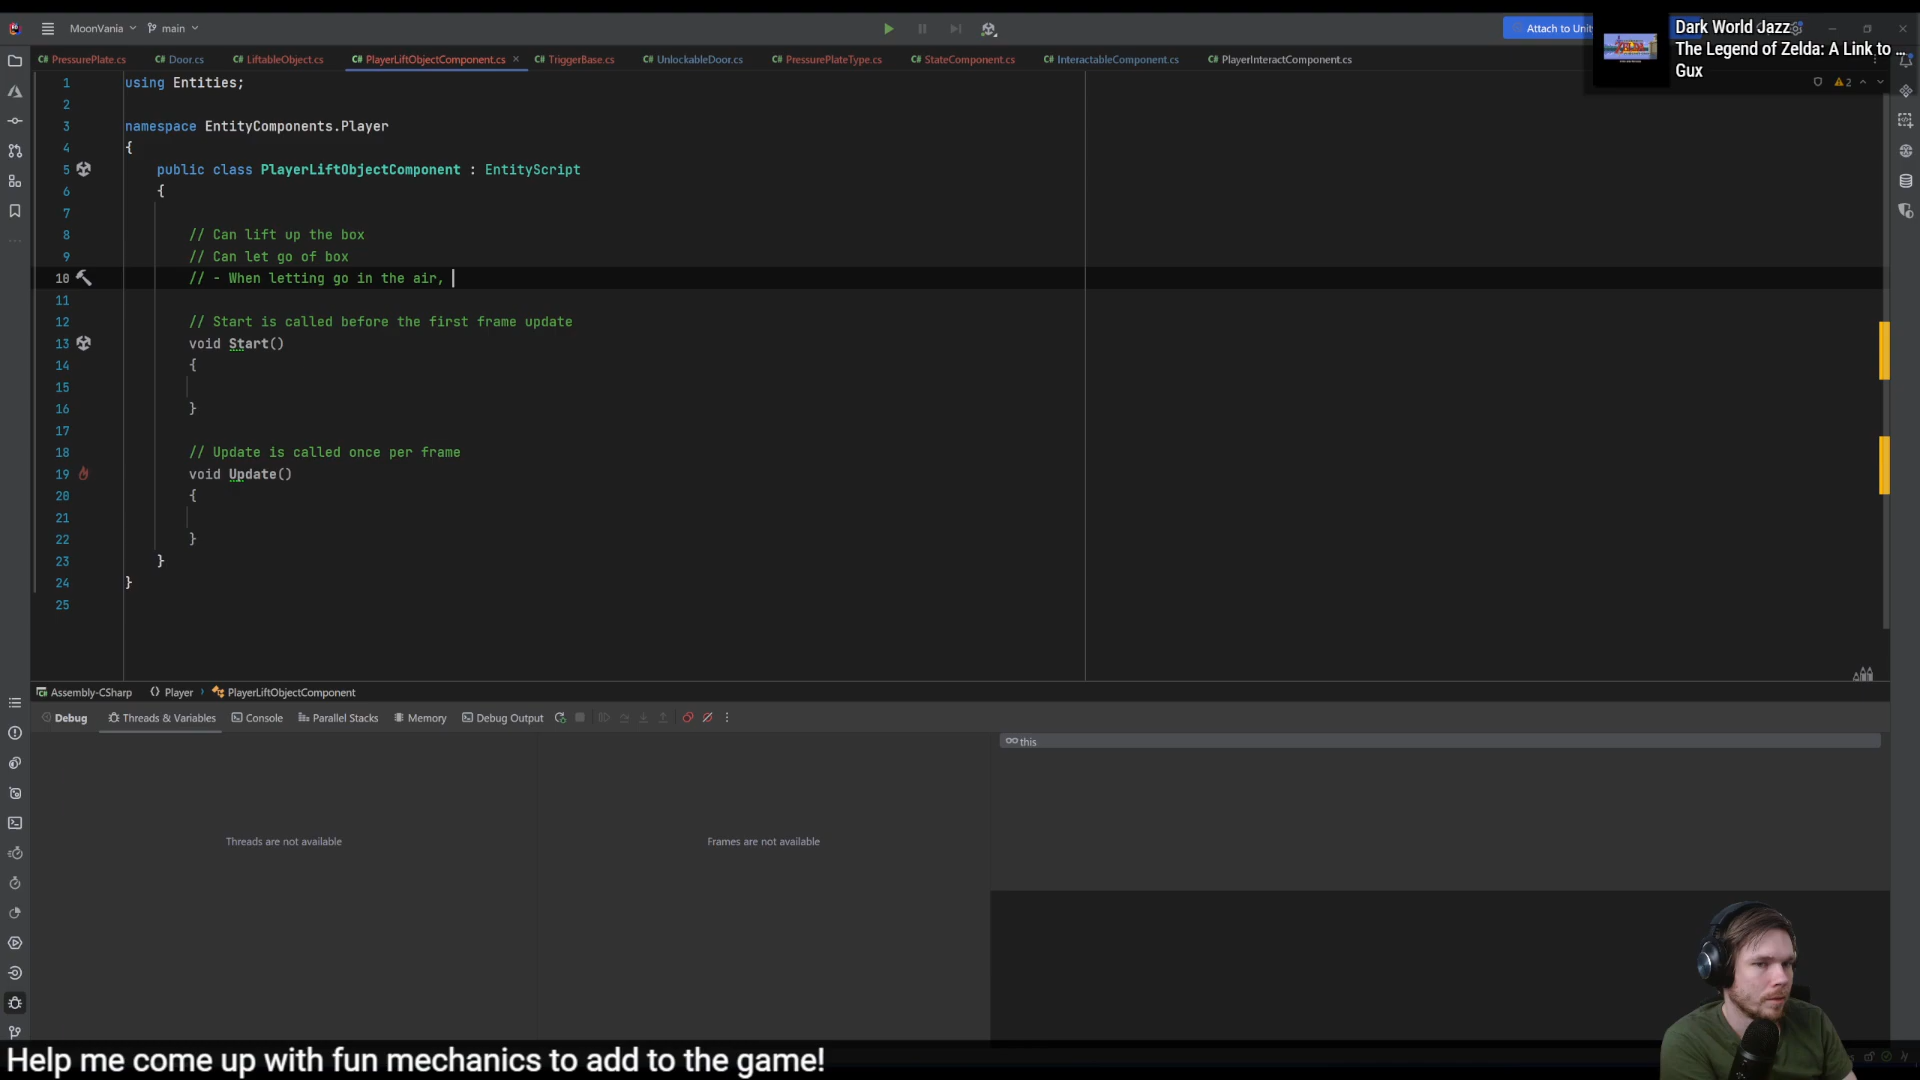 MoonVania
main
Attach to Unit
Dark World Jazz
The Legend of Zelda: A Link to ...
Gux
PressurePlate.cs
Door.cs
LiftableObject.cs
PlayerLiftObjectComponent.cs
TriggerBase.cs
UnlockableDoor.cs
PressurePlateType.cs
StateComponent.cs
InteractableComponent.cs
PlayerInteractComponent.cs
2
1 using Entities;
2
3 namespace EntityComponents.Player
4 {
5 public class PlayerLiftObjectComponent : EntityScript
6 {
7
8 // Can lift up the box
9 // Can let go of box
10 // - When letting go in the air,
11
12 // Start is called before the first frame update
13 void Start()
14 {
15
16 }
17
18 // Update is called once per frame
19 void Update()
20 {
21
22 }
23 }
24 }
25
Assembly-CSharp
Player
PlayerLiftObjectComponent
Debug
Threads & Variables
Console
Parallel Stacks
Memory
Debug Output
this
Threads are not available
Frames are not available
Help me come up with fun mechanics to add to the game!